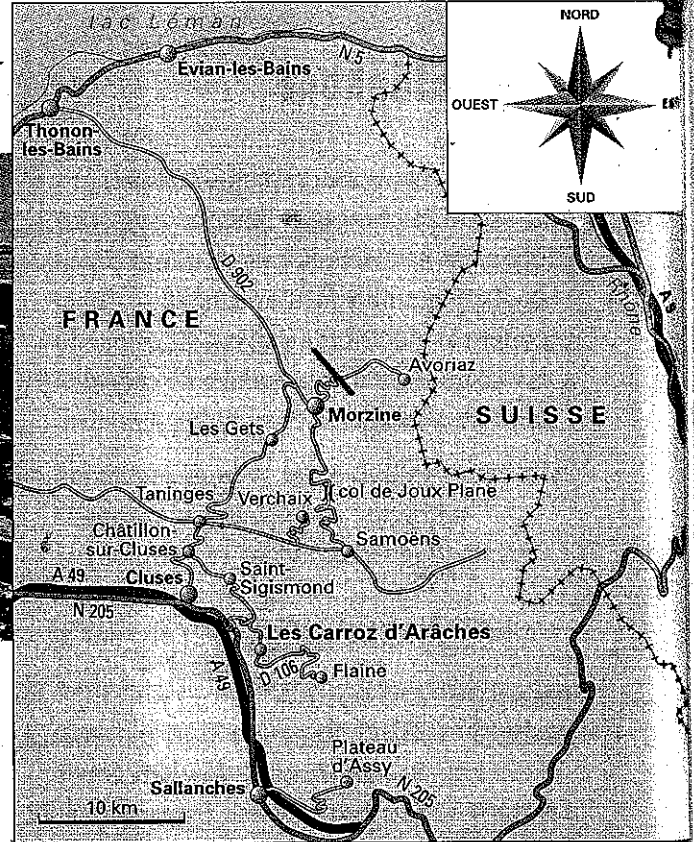 lac Léman
NORD
OUEST
SUD
Evian-les-Bains
N 5
Thonon-
les-Bains
D 902
FRANCE
Rhône
Avoriaz
Morzine
SUISSE
Les Gets
Taninges
Verchaix
col de Joux Plane
Châtillon-
sur-Cluses
Samoëns
A 49
Cluses
Saint-
Sigismond
N 205
Les Carroz d'Arâches
A 49
D 106
Flaine
Plateau
d'Assy
Sallanches
N 205
10 km